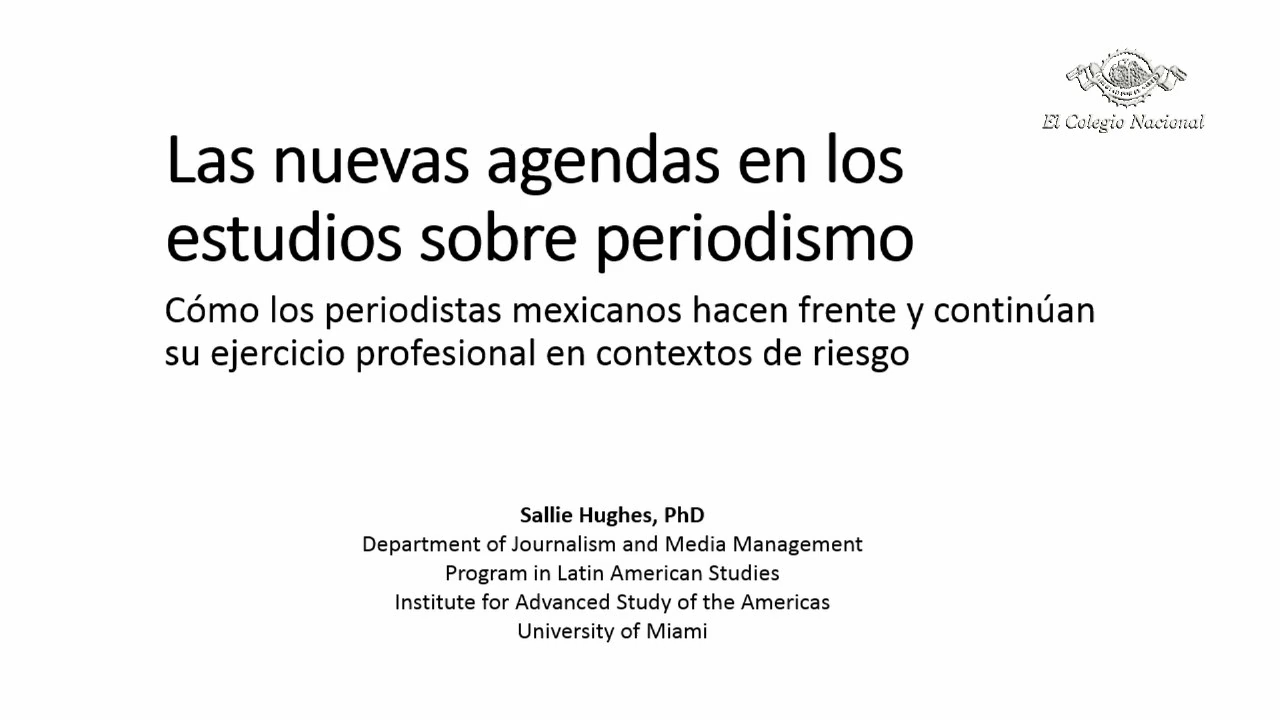 El Colegio Nacional
Las nuevas agendas en los
estudios sobre periodismo
Cómo los periodistas mexicanos hacen frente y continúan
su ejercicio profesional en contextos de riesgo
Sallie Hughes, PhD
Department of Journalism and Media Management
Program in Latin American Studies
Institute for Advanced Study of the Americas
University of Miami